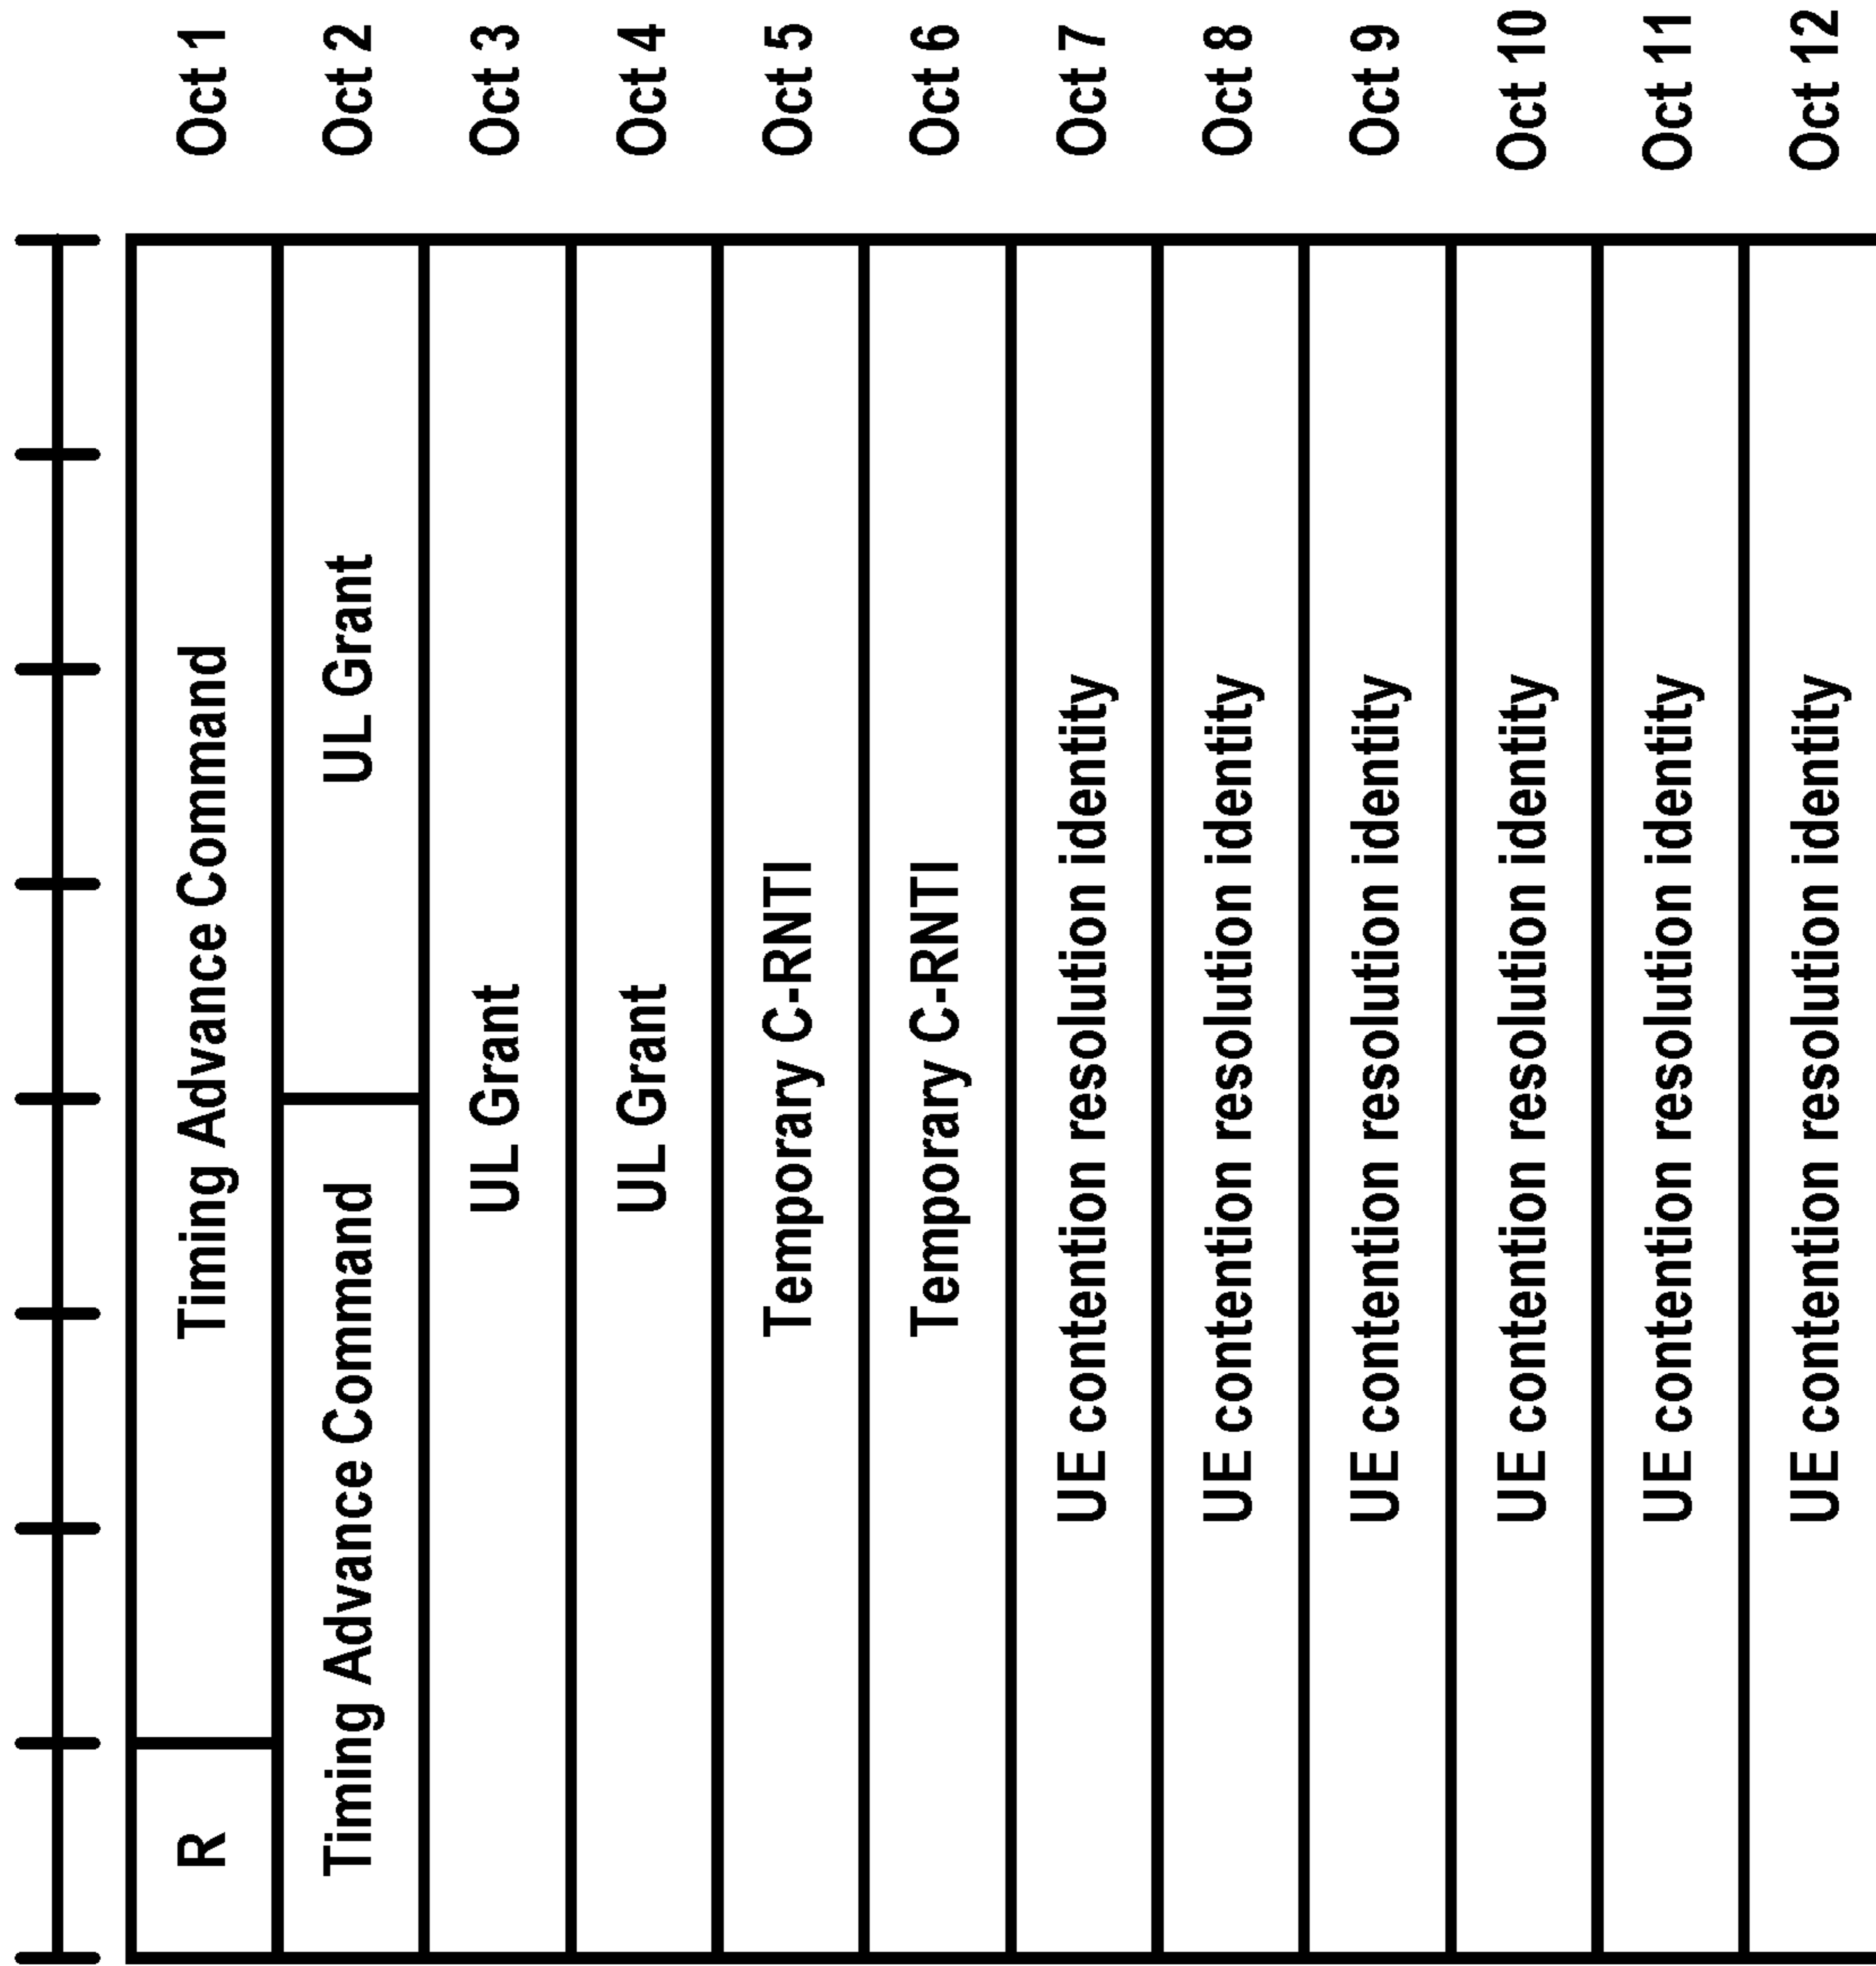 R Timing Advance Command Oct 1
Timing Advance Command UL Grant Oct 2
UL Grant Oct 3
UL Grant Oct 4
Temporary C-RNTI Oct 5
Temporary C-RNTI Oct 6
UE contention resolution identity Oct 7
UE contention resolution identity Oct 8
UE contention resolution identity Oct 9
UE contention resolution identity Oct 10
UE contention resolution identity Oct 11
UE contention resolution identity Oct 12